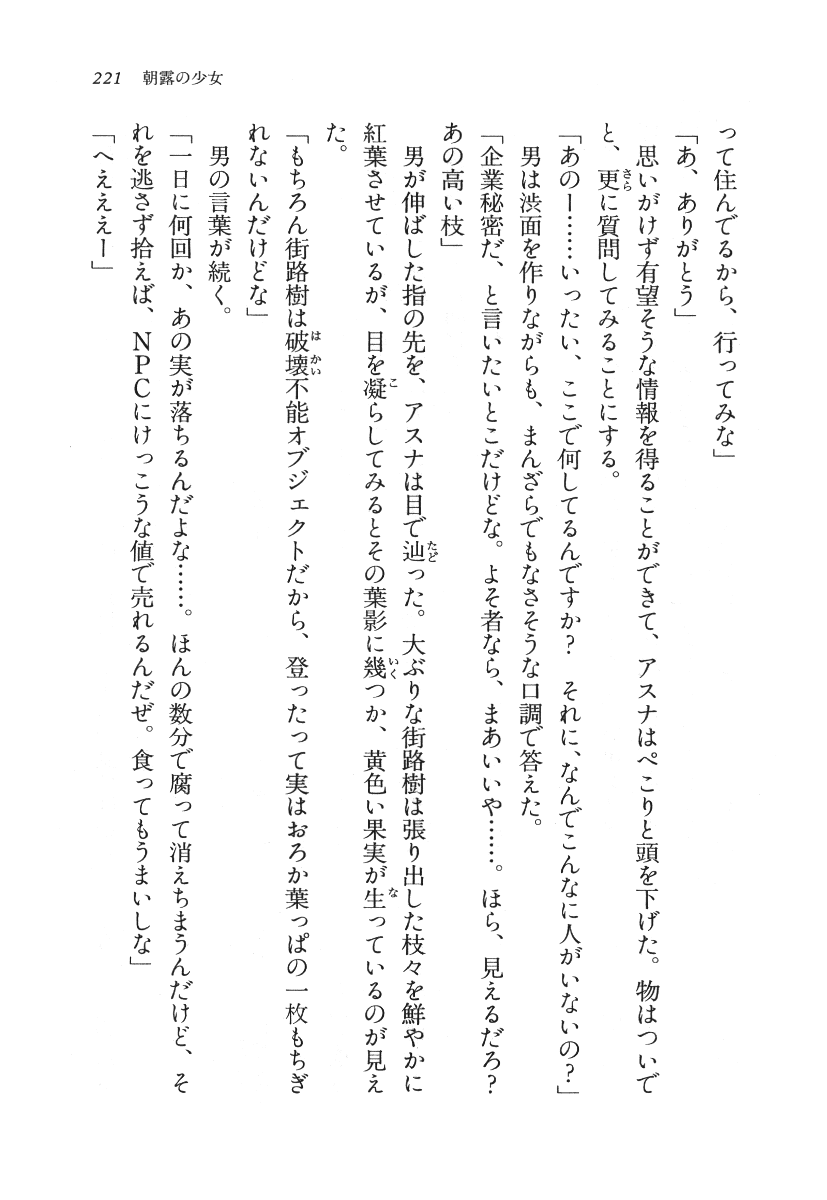 221 朝露の少女
って住んでるから、行ってみな」
「あ、ありがとう」
　思いがけず有望そうな情報を得ることができて、アスナはぺこりと頭を下げた。物はついで
と、更に質問してみることにする。
「あのー……いったい、ここで何してるんですか？　それに、なんでこんなに人がいないの？」
　男は渋面を作りながらも、まんざらでもなさそうな口調で答えた。
「企業秘密だ、と言いたいとこだけどな。よそ者なら、まあいいや……。ほら、見えるだろ？
あの高い枝」
　男が伸ばした指の先を、アスナは目で辿った。大ぶりな街路樹は張り出した枝々を鮮やかに
紅葉させているが、目を凝らしてみるとその葉影に幾つか、黄色い果実が生っているのが見え
た。
「もちろん街路樹は破壊不能オブジェクトだから、登ったって実はおろか葉っぱの一枚もちぎ
れないんだけどな」
　男の言葉が続く。
「一日に何回か、あの実が落ちるんだよな……。ほんの数分で腐って消えちまうんだけど、そ
れを逃さず拾えば、ＮＰＣにけっこうな値で売れるんだぜ。食ってもうまいしな」
「へえええー」